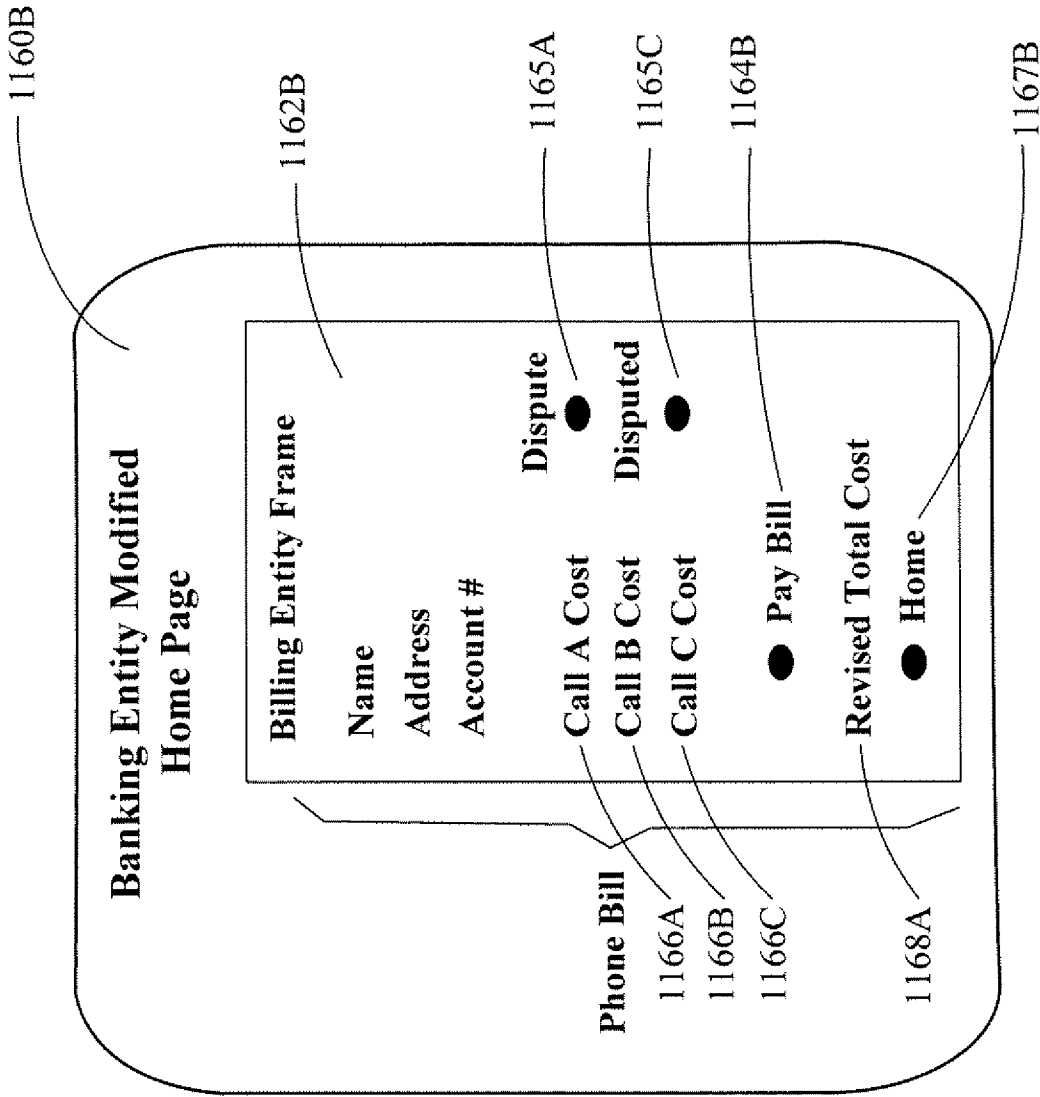 Banking Entity Modified
Home Page
1160B
Billing Entity Frame
1162B
Name
Address
Account #
Dispute
1165A
Call A Cost
Call B Cost
Disputed
1165C
Call C Cost
Phone Bill
1166A
1166B
1166C
Pay Bill
1164B
Revised Total Cost
1168A
Home
1167B